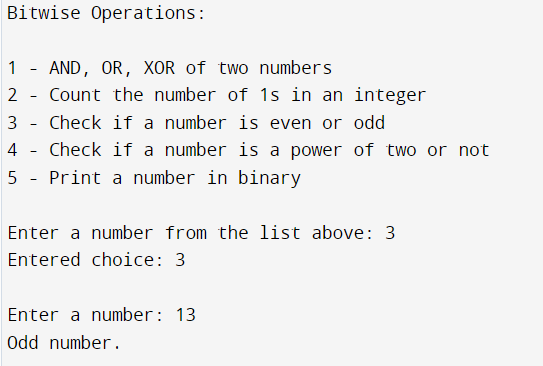 Bitwise Operations:
1 - AND, OR, XOR of two numbers
2 - Count the number of 1s in an integer
3 - Check if a number is even or odd
4 - Check if a number is a power of two or not
5 - Print a number in binary
Enter a number from the list above: 3
Entered choice: 3
Enter a number: 13
Odd number.